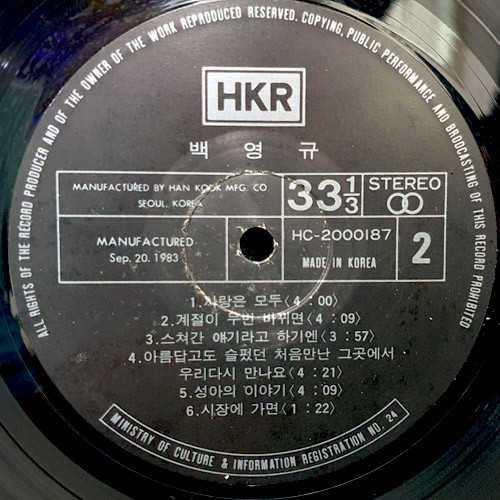 ALL RIGHTS OF THE RECORD PRODUCER AND OF THE OWNER OF THE WORK REPRODUCED RESERVED. COPYING, PUBLIC PERFORMANCE AND BROADCASTING OF THIS RECORD PROHIBITED
HKR
백영규
MANUFACTURED BY HAN KOOK MFG. CO.
SEOUL. KOREA
33 1/3
STEREO
MANUFACTURED
Sep. 20. 1983
HC-2000187
MADE IN KOREA
2
1.사랑은 모두〈4 : 00〉
2.계절이 두번 바뀌면〈4 : 09〉
3.스쳐간 얘기라고 하기엔〈3 : 57〉
4.아름답고도 슬펐던 처음만난 그곳에서
우리다시 만나요〈4 : 21〉
5.성아의 이야기〈4 : 09〉
6.시장에 가면〈1 : 22〉
MINISTRY OF CULTURE & INFORMATION REGISTRATION NO. 24